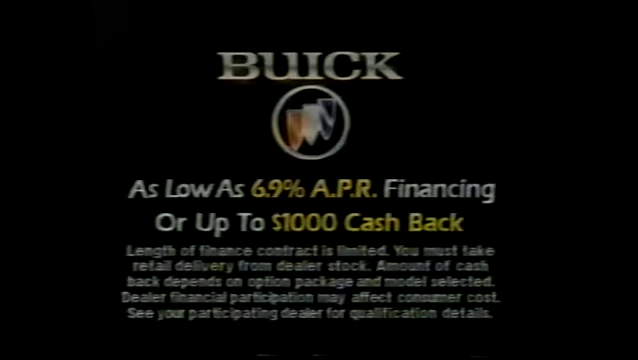 BUICK
As Low As 6.9% A.P.R. Financing
Or Up To $1000 Cash Back
Length of finance contract is limited. You must take
retail delivery from dealer stock. Amount of cash
back depends on option package and model selected.
Dealer financial participation may affect consumer cost.
See your participating dealer for qualification details.